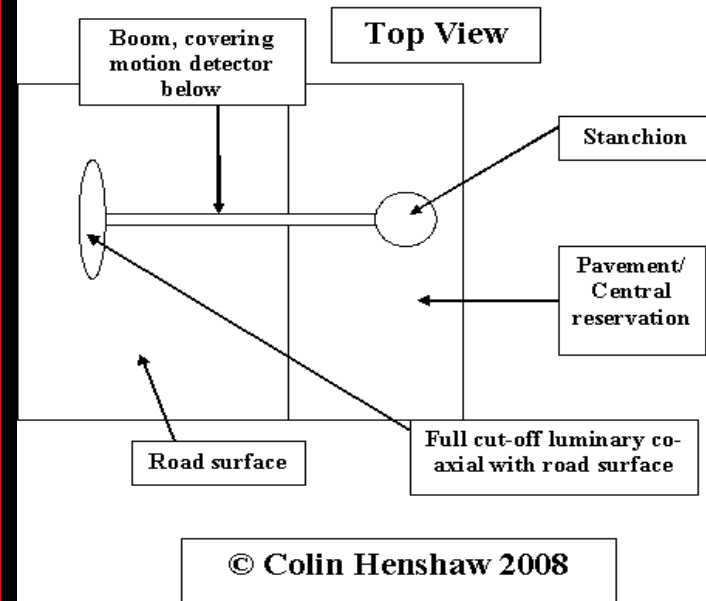 Top View
Boom, covering
motion detector
below
Stanchion
Pavement/
Central
reservation
Road surface
Full cut-off luminary co-
axial with road surface
© Colin Henshaw 2008